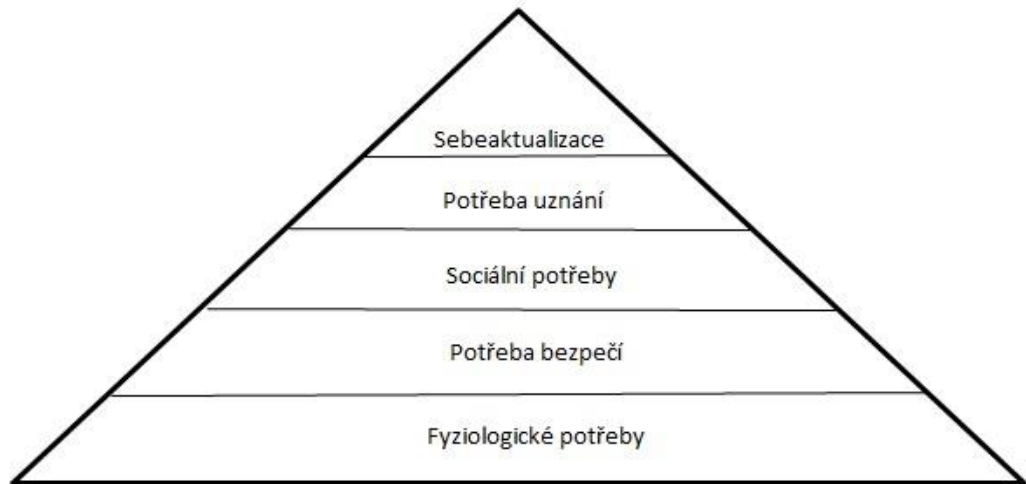 Sebeaktualizace
Potřeba uznání
Sociální potřeby
Potřeba bezpečí
Fyziologické potřeby